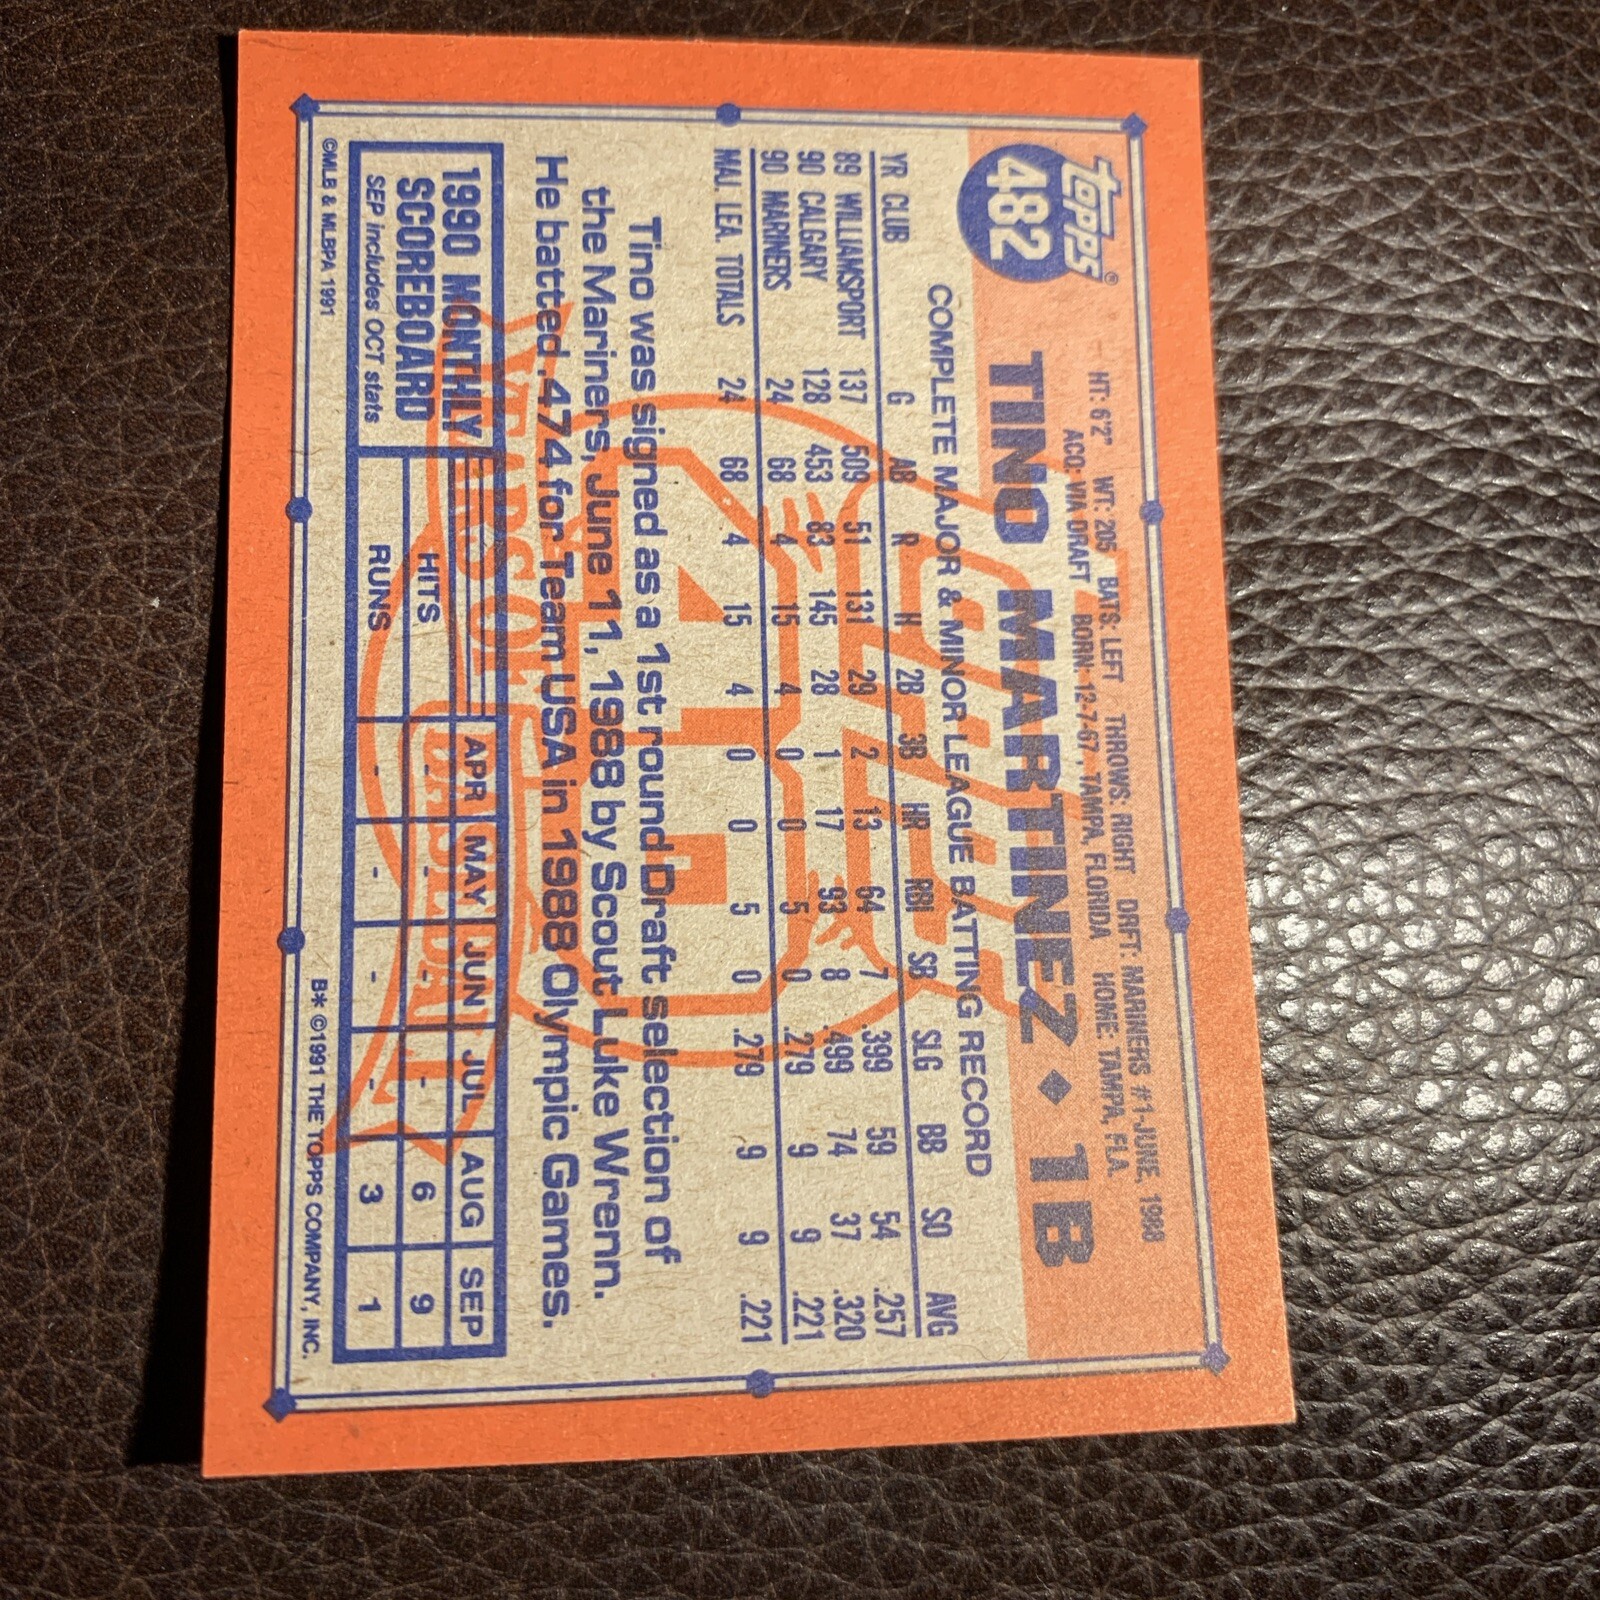 topps®
482
HT: 6'2" WT: 205 BATS: LEFT THROWS: RIGHT DRFT: MARINERS #1-JUNE, 1988
ACQ: VIA DRAFT BORN: 12-7-67, TAMPA, FLORIDA HOME: TAMPA, FLA.
TINO MARTINEZ ◆ 1B
COMPLETE MAJOR & MINOR LEAGUE BATTING RECORD
YR CLUB G AB R H 2B 3B HR RBI SB SLG BB SO AVG
89 WILLIAMSPORT 137 509 51 131 29 2 13 64 7 .399 59 54 .257
90 CALGARY 128 453 83 145 28 1 17 93 8 .499 74 37 .320
90 MARINERS 24 68 4 15 4 0 0 5 0 .279 9 9 .221
MAJ. LEA. TOTALS 24 68 4 15 4 0 0 5 0 .279 9 9 .221
Tino was signed as a 1st round Draft selection of
the Mariners, June 11, 1988 by Scout Luke Wrenn.
He batted .474 for Team USA in 1988 Olympic Games.
40
YEARS OF BASEBALL
1990 MONTHLY
SCOREBOARD
SEP includes OCT stats
APR MAY JUN JUL AUG SEP
HITS - - - - 6 9
RUNS - - - - 3 1
©MLB & MLBPA 1991
B* ©1991 THE TOPPS COMPANY, INC.